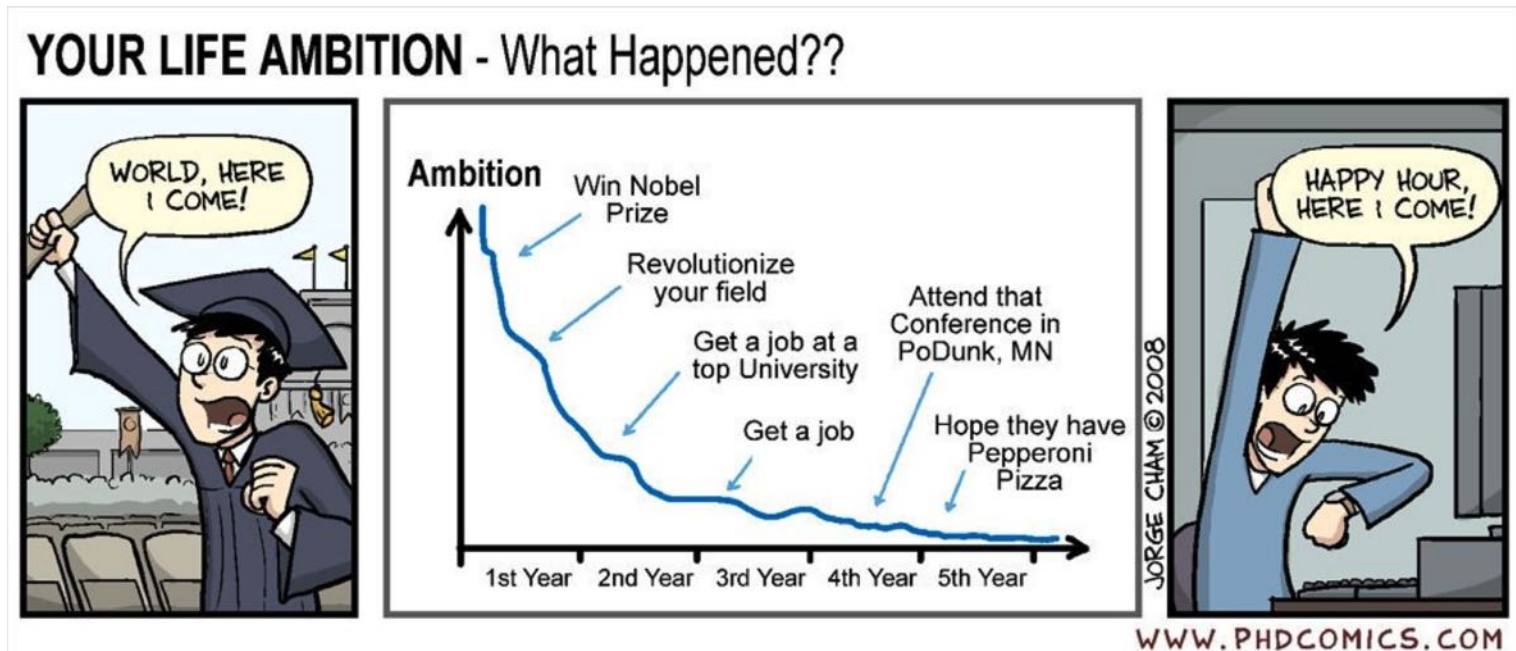 YOUR LIFE AMBITION - What Happened??
WORLD, HERE
I COME!
Ambition
Win Nobel
Prize
Revolutionize
your field
Get a job at a
top University
Get a job
Attend that
Conference in
PoDunk, MN
Hope they have
Pepperoni
Pizza
1st Year 2nd Year 3rd Year 4th Year 5th Year
JORGE CHAM © 2008
HAPPY HOUR,
HERE I COME!
WWW.PHDCOMICS.COM